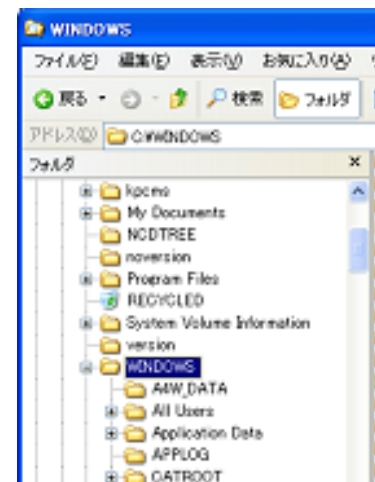 WINDOWS
ファイル(F) 編集(E) 表示(V) お気に入り(A)
戻る 検索 フォルダ
アドレス(D) C:¥WINDOWS
フォルダ ×
kpcms
My Documents
NCDTREE
noversion
Program Files
RECYCLED
System Volume Information
version
WINDOWS
A4W_DATA
All Users
Application Data
APPLOG
CATROOT